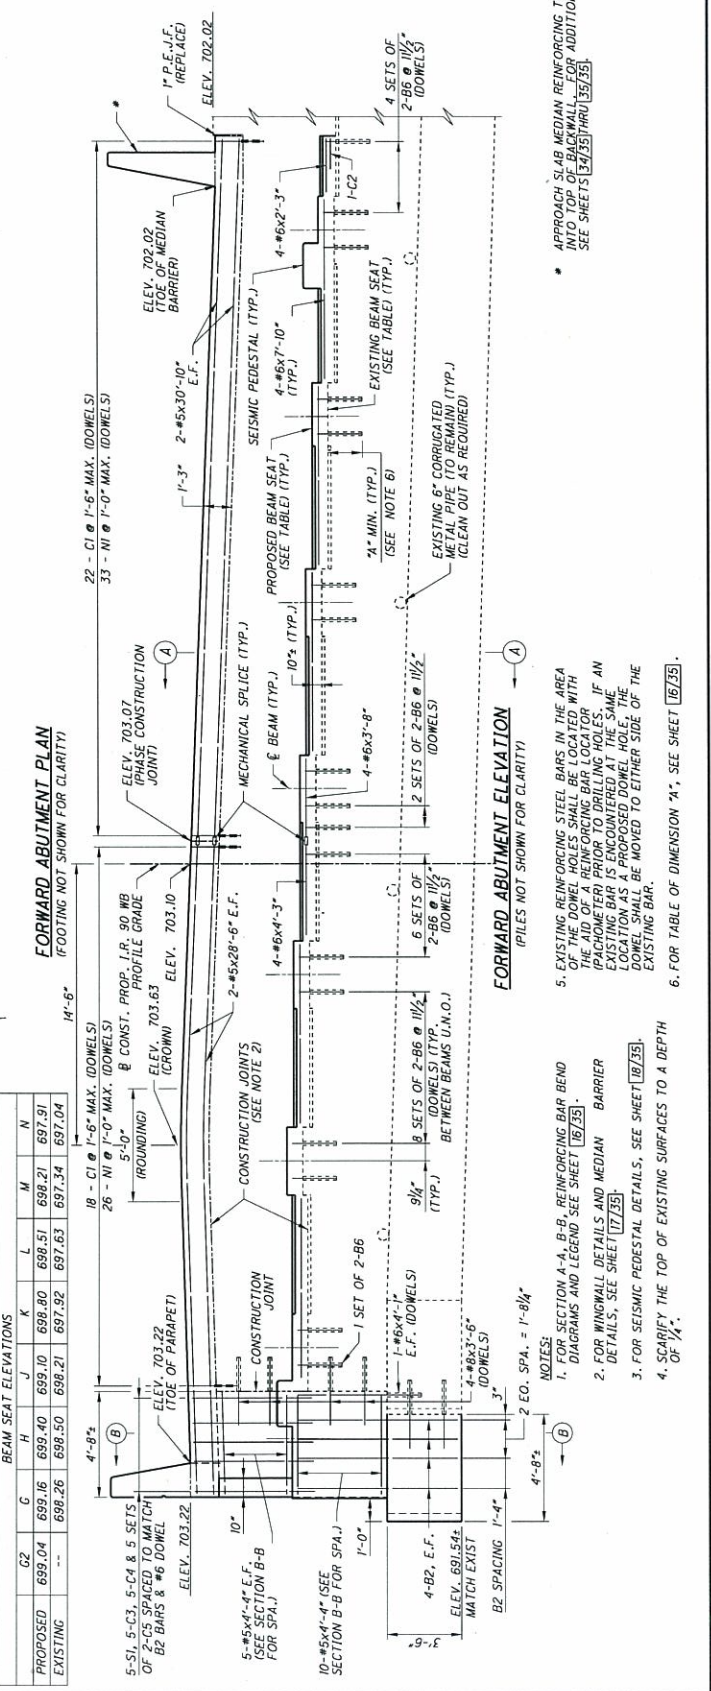 BEAM SEAT ELEVATIONS
G2 G H J K L M N
PROPOSED 699.04 699.16 699.40 699.10 698.80 698.51 698.21 697.91
EXISTING -- 698.26 698.50 698.21 697.92 697.63 697.34 697.04
FORWARD ABUTMENT PLAN
(FOOTING NOT SHOWN FOR CLARITY)
14'-6"
18 - C1 @ 1'-6" MAX. (DOWELS)
26 - N1 @ 1'-0" MAX. (DOWELS)
22 - C1 @ 1'-6" MAX. (DOWELS)
33 - N1 @ 1'-0" MAX. (DOWELS)
4'-8"±
B
5'-0"
(ROUNDING)
ELEV. 703.63
(CROWN)
℄ CONST. PROP. I.R. 90 WB
PROFILE GRADE
ELEV. 703.10
ELEV. 703.07
(PHASE CONSTRUCTION
JOINT)
A
1'-3"
2-#5x30'-10"
E.F.
ELEV. 702.02
(TOE OF MEDIAN
BARRIER)
*
1" P.E.J.F.
(REPLACE)
ELEV. 702.02
5-S1, 5-C3, 5-C4 & 5 SETS
OF 2-C5 SPACED TO MATCH
B2 BARS & #6 DOWEL
ELEV. 703.22
ELEV. 703.22
(TOE OF PARAPET)
CONSTRUCTION
JOINT
2-#5x28'-6" E.F.
CONSTRUCTION JOINTS
(SEE NOTE 2)
MECHANICAL SPLICE (TYP.)
℄ BEAM (TYP.)
10"± (TYP.)
PROPOSED BEAM SEAT
(SEE TABLE) (TYP.)
SEISMIC PEDESTAL (TYP.)
4-#6x7'-10"
(TYP.)
4-#6x2'-3"
1-C2
4 SETS OF
2-B6 @ 11½"
(DOWELS)
10"
5-#5x4'-4" E.F.
(SEE SECTION B-B
FOR SPA.)
10-#5x4'-4" (SEE
SECTION B-B FOR SPA.)
1'-0"
1 SET OF 2-B6
1-#6x4'-1"
E.F. (DOWELS)
4-#8x3'-6"
(DOWELS)
9¼"
(TYP.)
8 SETS OF 2-B6 @ 11½"
(DOWELS) (TYP.
BETWEEN BEAMS U.N.O.)
4-#6x4'-3"
6 SETS OF
2-B6 @ 11½"
(DOWELS)
4-#6x3'-8"
2 SETS OF 2-B6 @ 11½"
(DOWELS)
"A" MIN. (TYP.)
(SEE NOTE 6)
EXISTING BEAM SEAT
(SEE TABLE) (TYP.)
EXISTING 6" CORRUGATED
METAL PIPE (TO REMAIN) (TYP.)
(CLEAN OUT AS REQUIRED)
A
3'-6"
4-B2, E.F.
ELEV. 691.54±
MATCH EXIST
B2 SPACING 1'-4"
3"
2 EQ. SPA. = 1'-8¼"
4'-8"±
B
FORWARD ABUTMENT ELEVATION
(PILES NOT SHOWN FOR CLARITY)
NOTES:
1. FOR SECTION A-A, B-B, REINFORCING BAR BEND
DIAGRAMS AND LEGEND SEE SHEET 16/35.
2. FOR WINGWALL DETAILS AND MEDIAN BARRIER
DETAILS, SEE SHEET 17/35.
3. FOR SEISMIC PEDESTAL DETAILS, SEE SHEET 18/35.
4. SCARIFY THE TOP OF EXISTING SURFACES TO A DEPTH
OF ¼".
5. EXISTING REINFORCING STEEL BARS IN THE AREA
OF THE DOWEL HOLES SHALL BE LOCATED WITH
THE AID OF A REINFORCING BAR LOCATOR
(PACHOMETER) PRIOR TO DRILLING HOLES. IF AN
EXISTING BAR IS ENCOUNTERED AT THE SAME
LOCATION AS A PROPOSED DOWEL HOLE, THE
DOWEL SHALL BE MOVED TO EITHER SIDE OF THE
EXISTING BAR.
6. FOR TABLE OF DIMENSION "A", SEE SHEET 16/35.
* APPROACH SLAB MEDIAN REINFORCING
INTO TOP OF BACKWALL. FOR
SEE SHEETS 34/35 THRU 35/35.